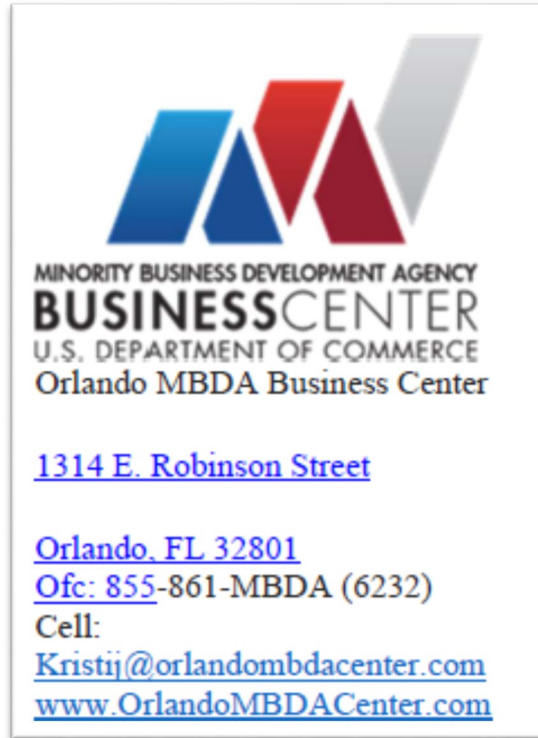 MINORITY BUSINESS DEVELOPMENT AGENCY
BUSINESSCENTER
U.S. DEPARTMENT OF COMMERCE
Orlando MBDA Business Center
1314 E. Robinson Street
Orlando, FL 32801
Ofc: 855-861-MBDA (6232)
Cell:
Kristij@orlandombdacenter.com
www.OrlandoMBDACenter.com